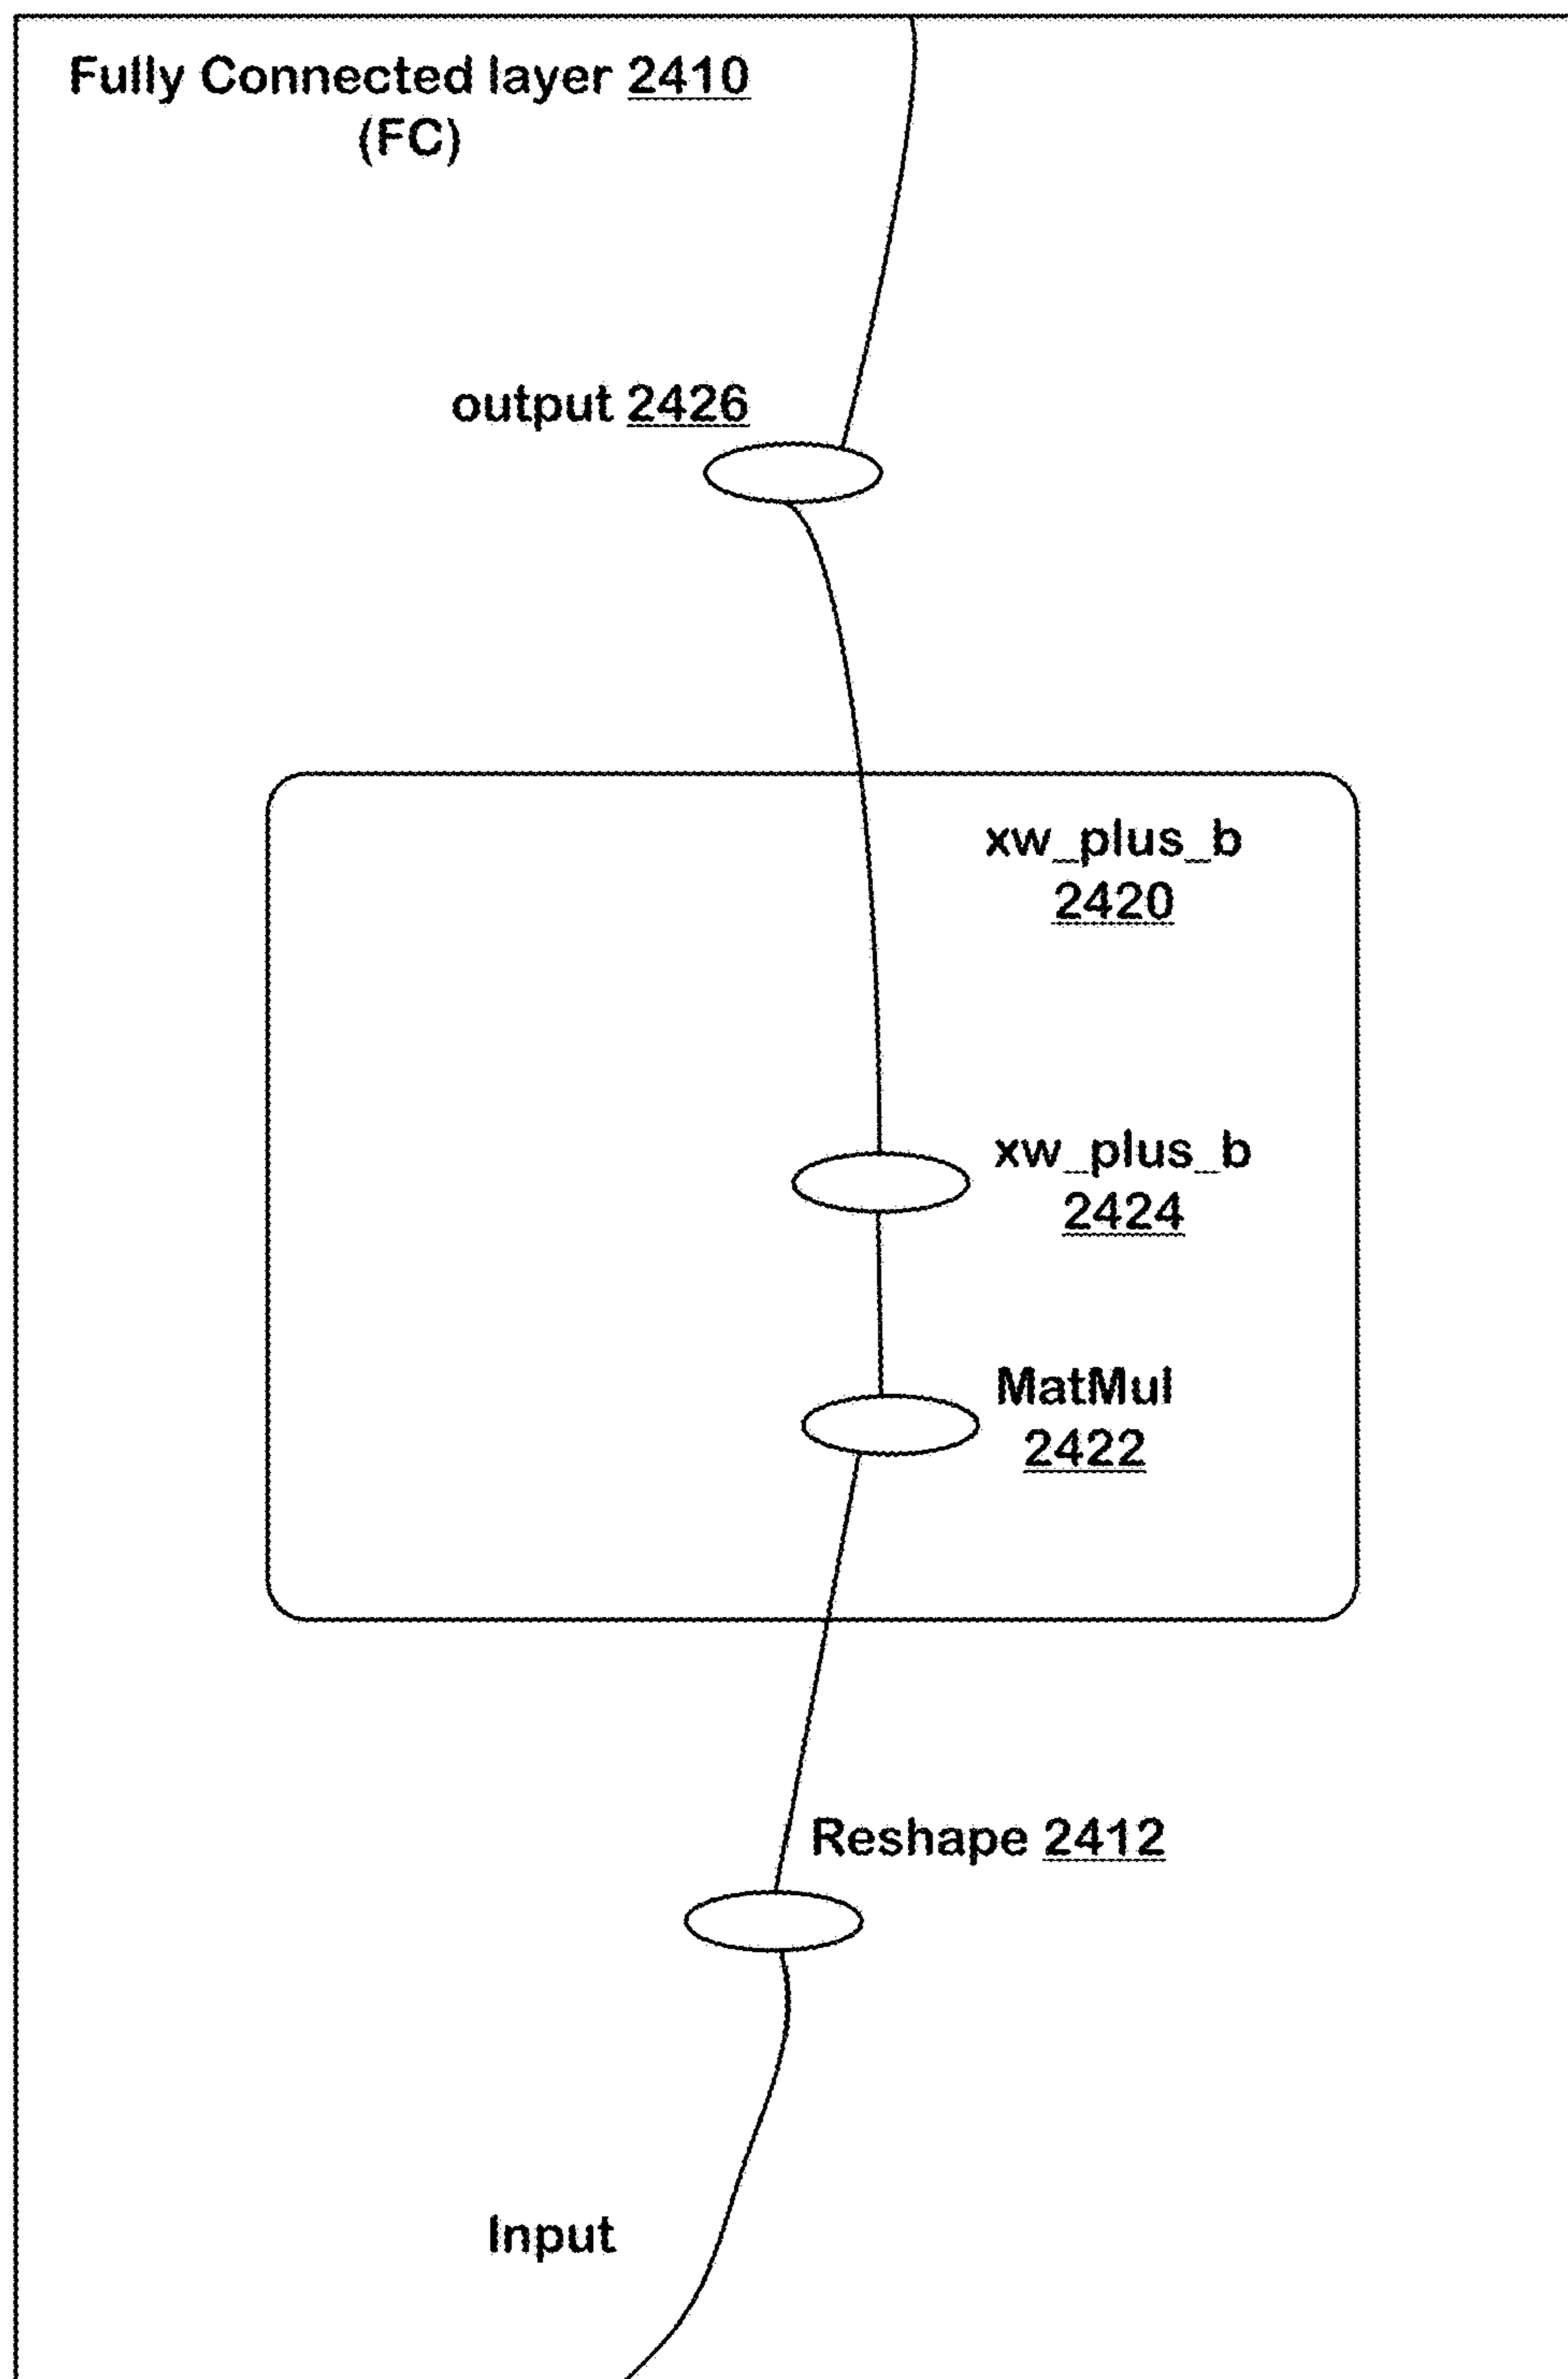 Fully Connected layer 2410
(FC)
output 2426
xw_plus_b
2420
xw_plus_b
2424
MatMul
2422
Reshape 2412
Input